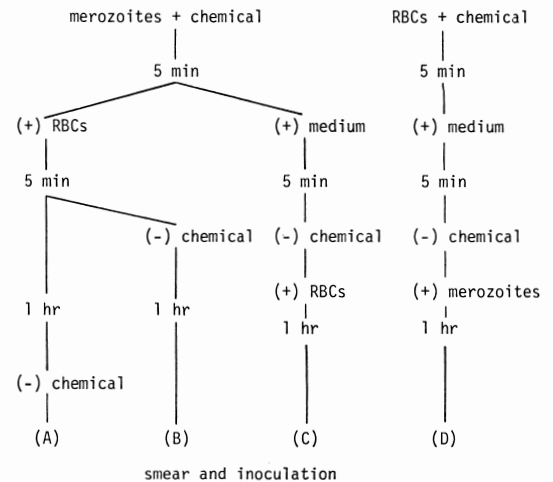 merozoites + chemical RBCs + chemical
5 min 5 min
(+) RBCs (+) medium (+) medium
5 min 5 min 5 min
(-) chemical (-) chemical (-) chemical
(+) RBCs (+) merozoites
1 hr 1 hr 1 hr 1 hr
(-) chemical
(A) (B) (C) (D)
smear and inoculation